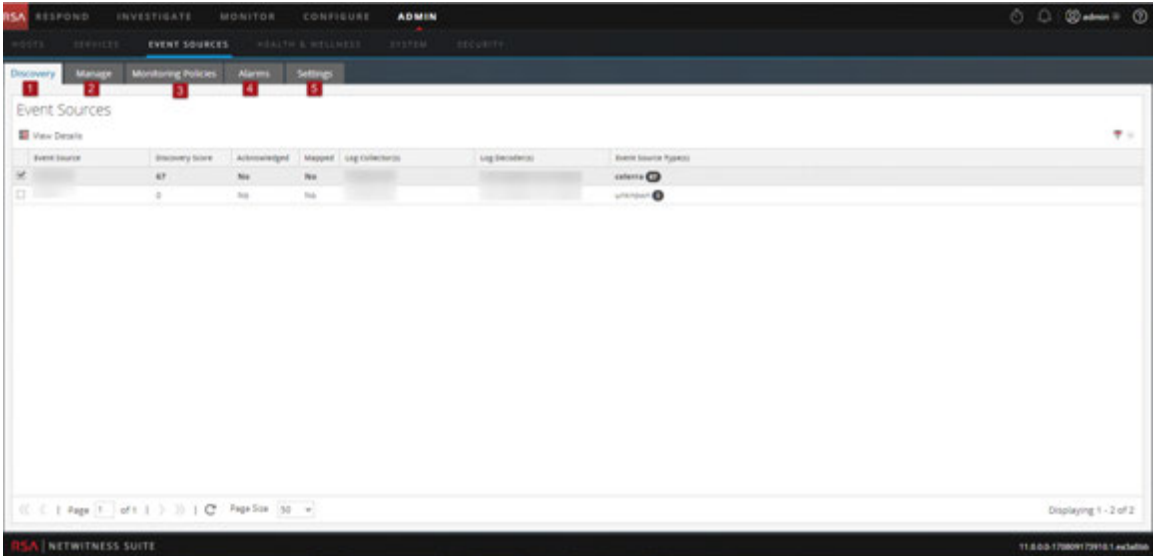 RSA RESPOND INVESTIGATE MONITOR CONFIGURE ADMIN admin
HOSTS SERVICES EVENT SOURCES HEALTH & WELLNESS SYSTEM SECURITY
Discovery Manage Monitoring Policies Alarms Settings
1 2 3 4 5
Event Sources
View Details
Event Source Discovery Score Acknowledged Mapped Log Collector(s) Log Decoder(s) Event Source Type(s)
67 No No celerra 67
0 No No unknown 0
Page 1 of 1 Page Size 50 Displaying 1 - 2 of 2
RSA NETWITNESS SUITE